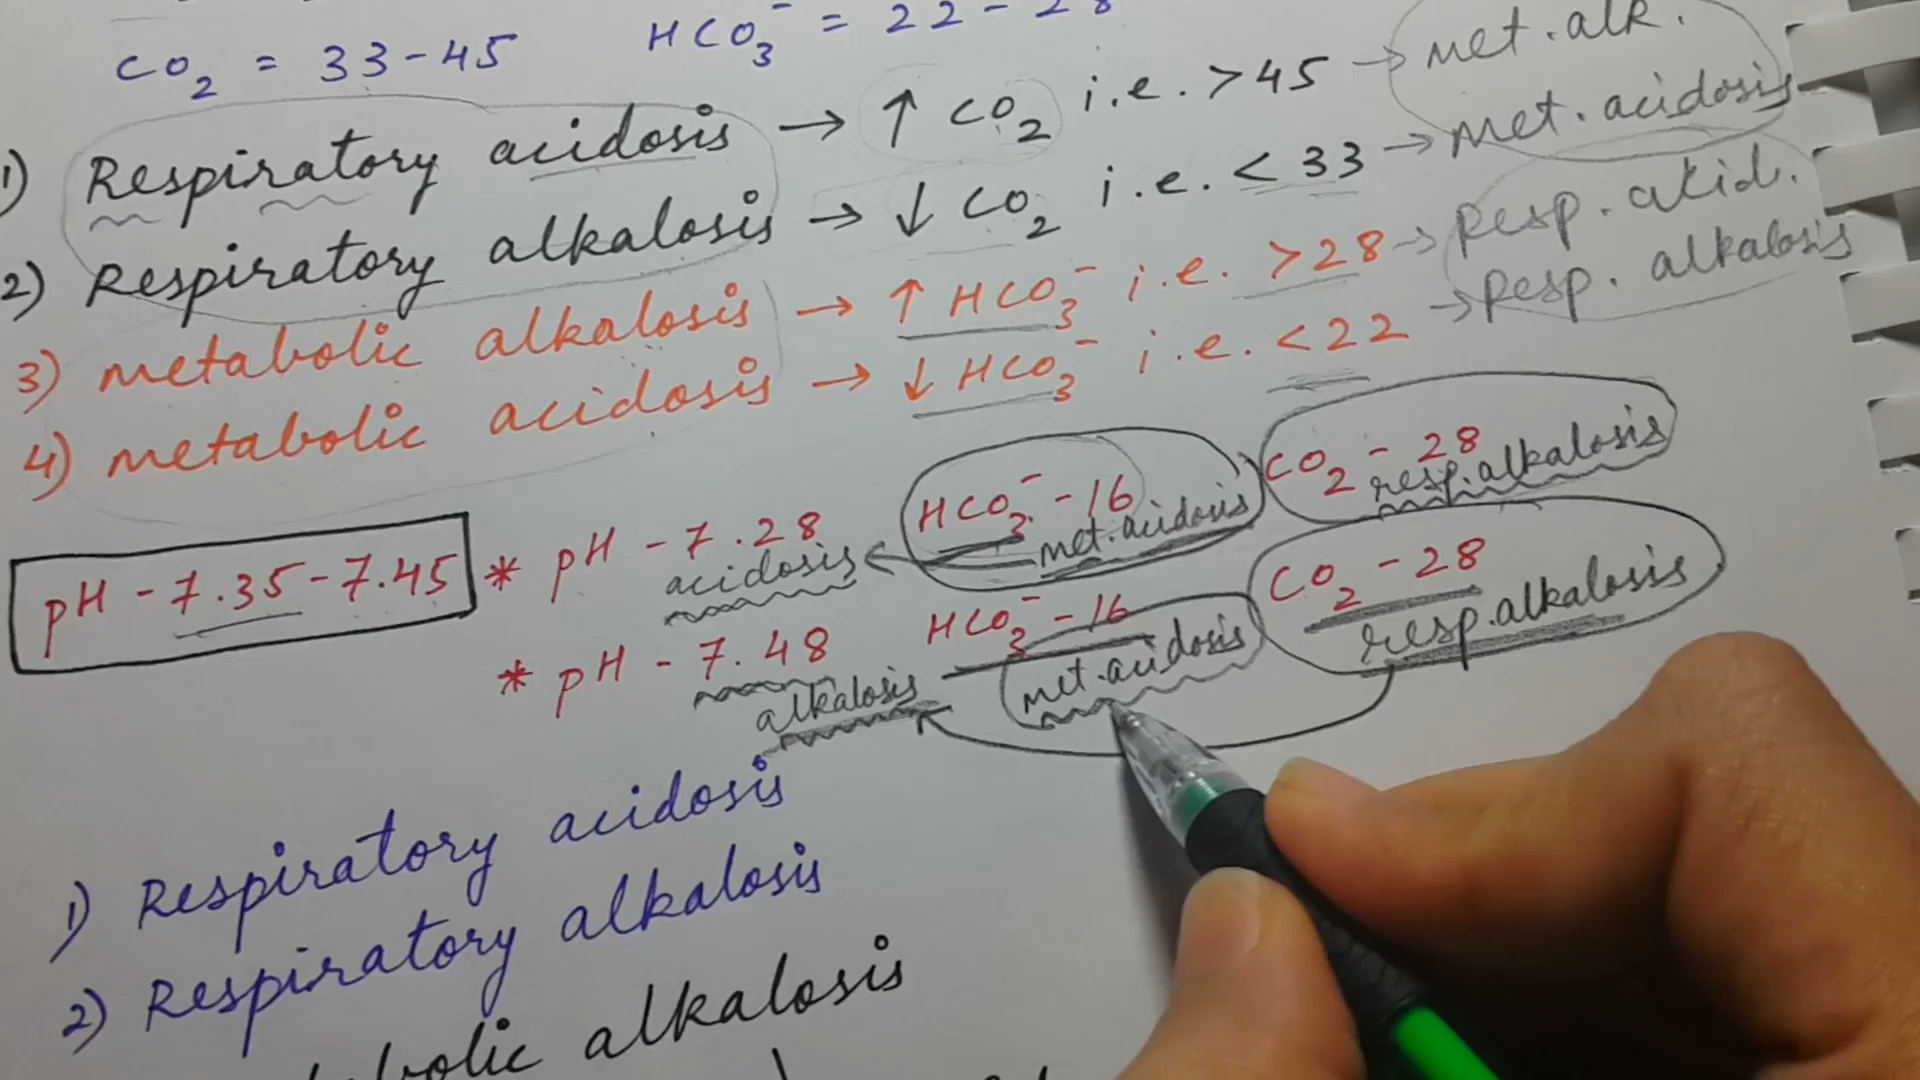 CO2 = 33-45 HCO3- = 22-28
1) Respiratory acidosis → ↑ CO2 i.e. >45 → met. alk.
2) Respiratory alkalosis → ↓ CO2 i.e. <33 → met. acidosis
3) metabolic alkalosis → ↑ HCO3- i.e. >28 → Resp. acid.
4) metabolic acidosis → ↓ HCO3- i.e. <22 → Resp. alkalosis
pH - 7.35-7.45 * pH - 7.28 HCO3- - 16 CO2 - 28
acidosis ← met. acidosis resp. alkalosis
* pH - 7.48 HCO3- - 16 CO2 - 28
alkalosis met. acidosis resp. alkalosis
1) Respiratory acidosis
2) Respiratory alkalosis
alkalosis